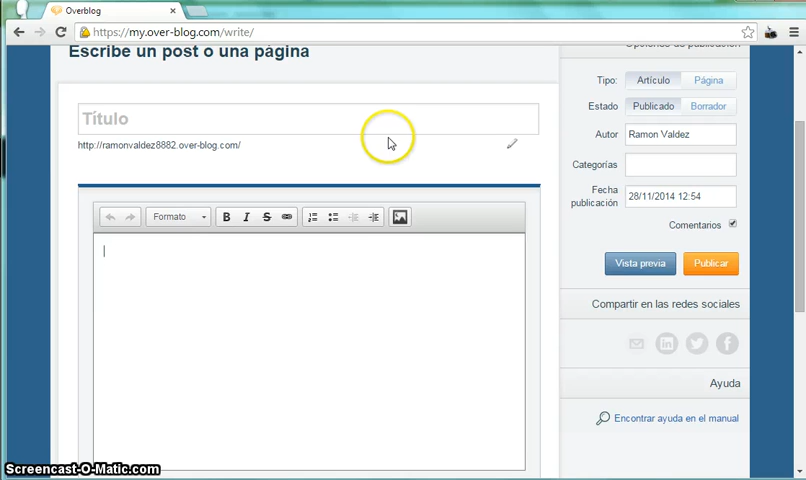 Overblog
https://my.over-blog.com/write/
Escribe un post o una página
Opciones de publicación
Título
http://ramonvaldez8882.over-blog.com/
Formato
B I S
Tipo: Artículo Página
Estado Publicado Borrador
Autor Ramon Valdez
Categorías
Fecha
publicación
28/11/2014 12:54
Comentarios
Vista previa Publicar
Compartir en las redes sociales
Ayuda
Encontrar ayuda en el manual
Screencast-O-Matic.com